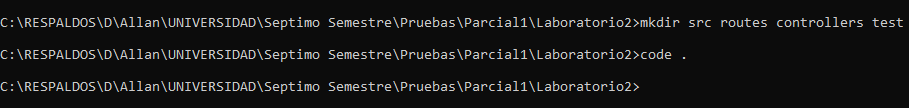 C:\RESPALDOS\D\Allan\UNIVERSIDAD\Septimo Semestre\Pruebas\Parcial1\Laboratorio2>mkdir src routes controllers test
C:\RESPALDOS\D\Allan\UNIVERSIDAD\Septimo Semestre\Pruebas\Parcial1\Laboratorio2>code .
C:\RESPALDOS\D\Allan\UNIVERSIDAD\Septimo Semestre\Pruebas\Parcial1\Laboratorio2>